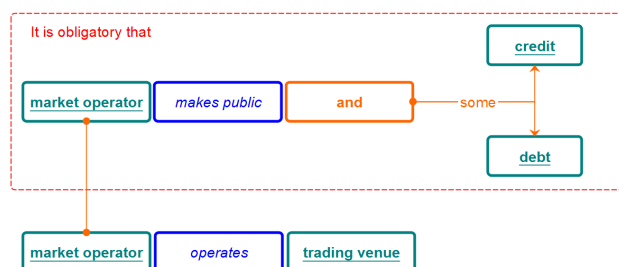 It is obligatory that
credit
market operator makes public and some
debt
market operator operates trading venue